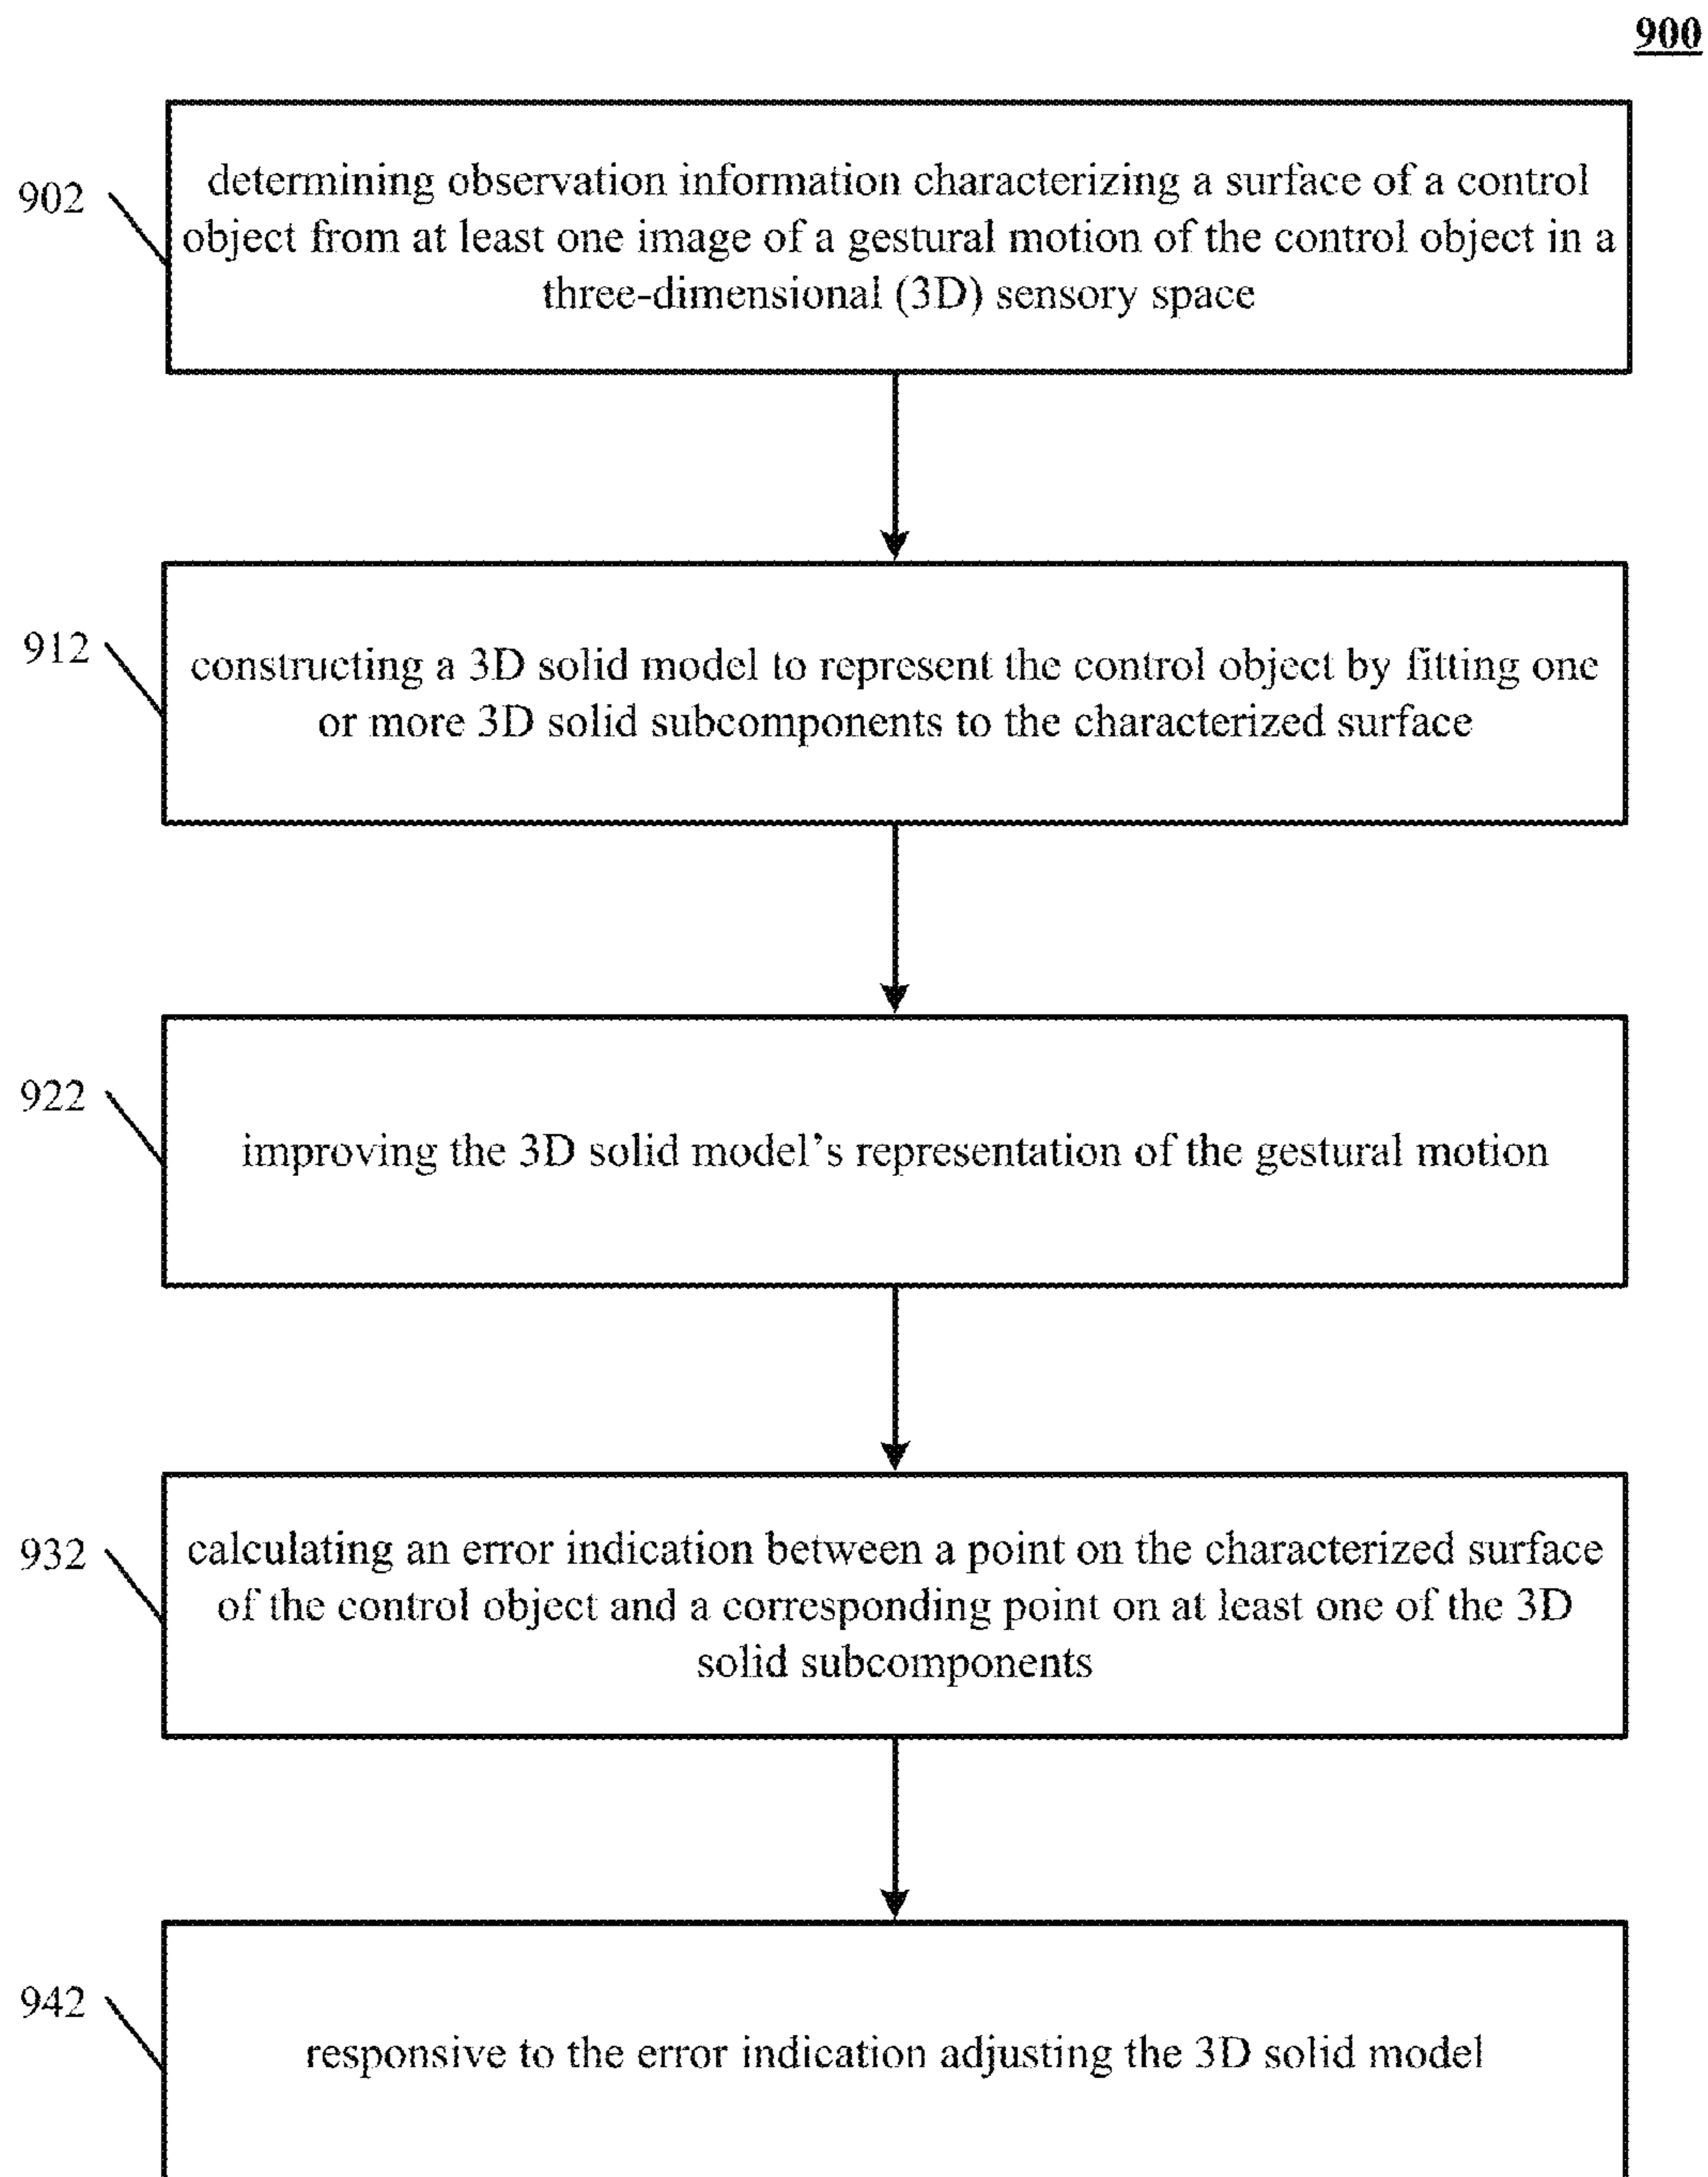 900
902
determining observation information characterizing a surface of a control
object from at least one image of a gestural motion of the control object in a
three-dimensional (3D) sensory space
912
constructing a 3D solid model to represent the control object by fitting one
or more 3D solid subcomponents to the characterized surface
922
improving the 3D solid model's representation of the gestural motion
932
calculating an error indication between a point on the characterized surface
of the control object and a corresponding point on at least one of the 3D
solid subcomponents
942
responsive to the error indication adjusting the 3D solid model